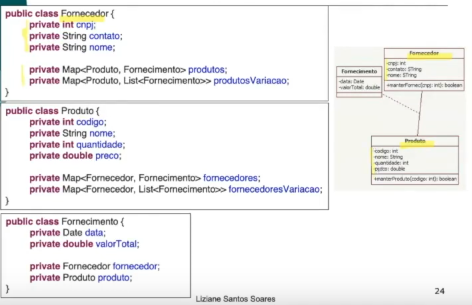 public class Fornecedor {
private int cnpj;
private String contato;
private String nome;
private Map<Produto, Fornecimento> produtos;
private Map<Produto, List<Fornecimento>> produtosVariacao;
}
public class Produto {
private int codigo;
private String nome;
private int quantidade;
private double preco;
private Map<Fornecedor, Fornecimento> fornecedores;
private Map<Fornecedor, List<Fornecimento>> fornecedoresVariacao;
}
public class Fornecimento {
private Date data;
private double valorTotal;
private Fornecedor fornecedor;
private Produto produto;
}
Fornecedor
-cnpj: int
-contato: STring
-nome: STring
+manterFornec(cnpj: int): boolean
Fornecimento
-data: Date
-valorTotal: double
Produto
-codigo: int
-nome: String
-quantidade: int
double
+manterProduto(codigo: int): boolean
Liziane Santos Soares
24